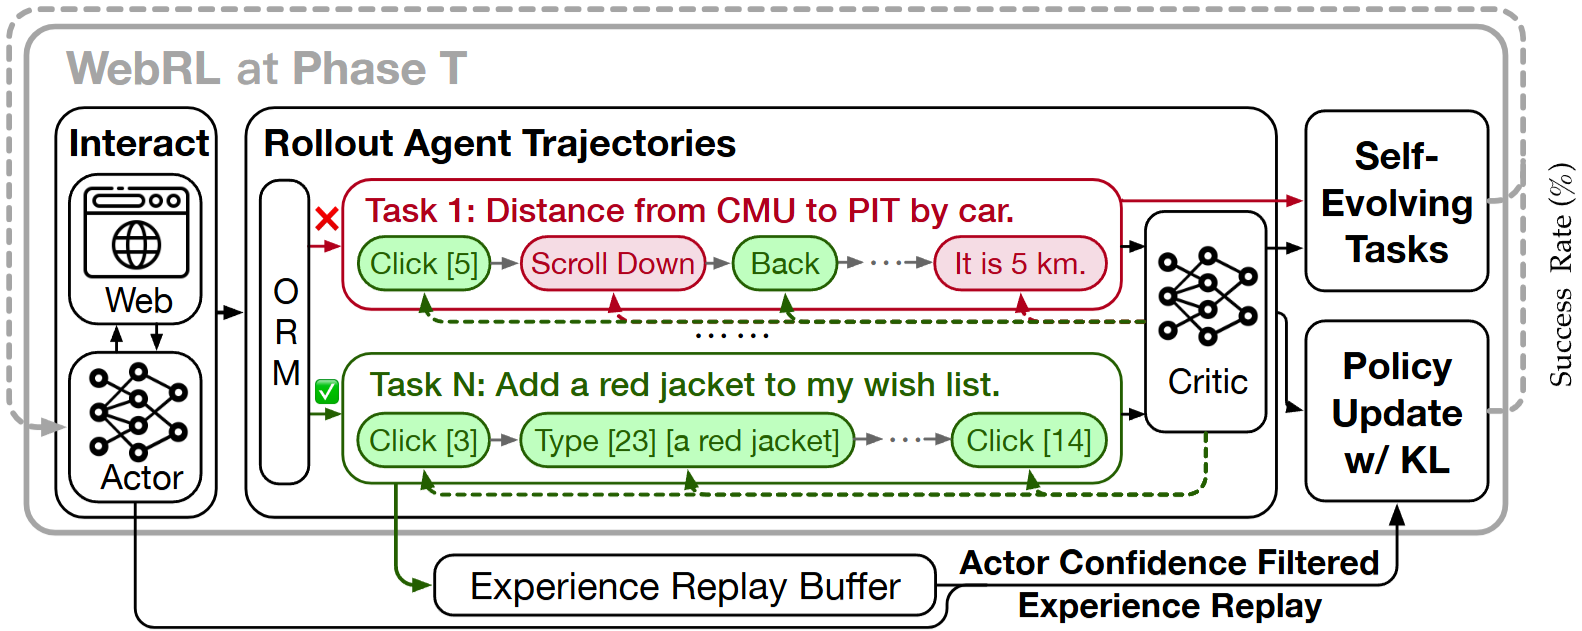 WebRL at Phase T
Interact
Web
Actor
Rollout Agent Trajectories
O
R
M
Task 1: Distance from CMU to PIT by car.
Click [5]
Scroll Down
Back
...
It is 5 km.
......
Task N: Add a red jacket to my wish list.
Click [3]
Type [23] [a red jacket]
...
Click [14]
Critic
Self-
Evolving
Tasks
Policy
Update
w/ KL
Experience Replay Buffer
Actor Confidence Filtered
Experience Replay
Success Rate (%)